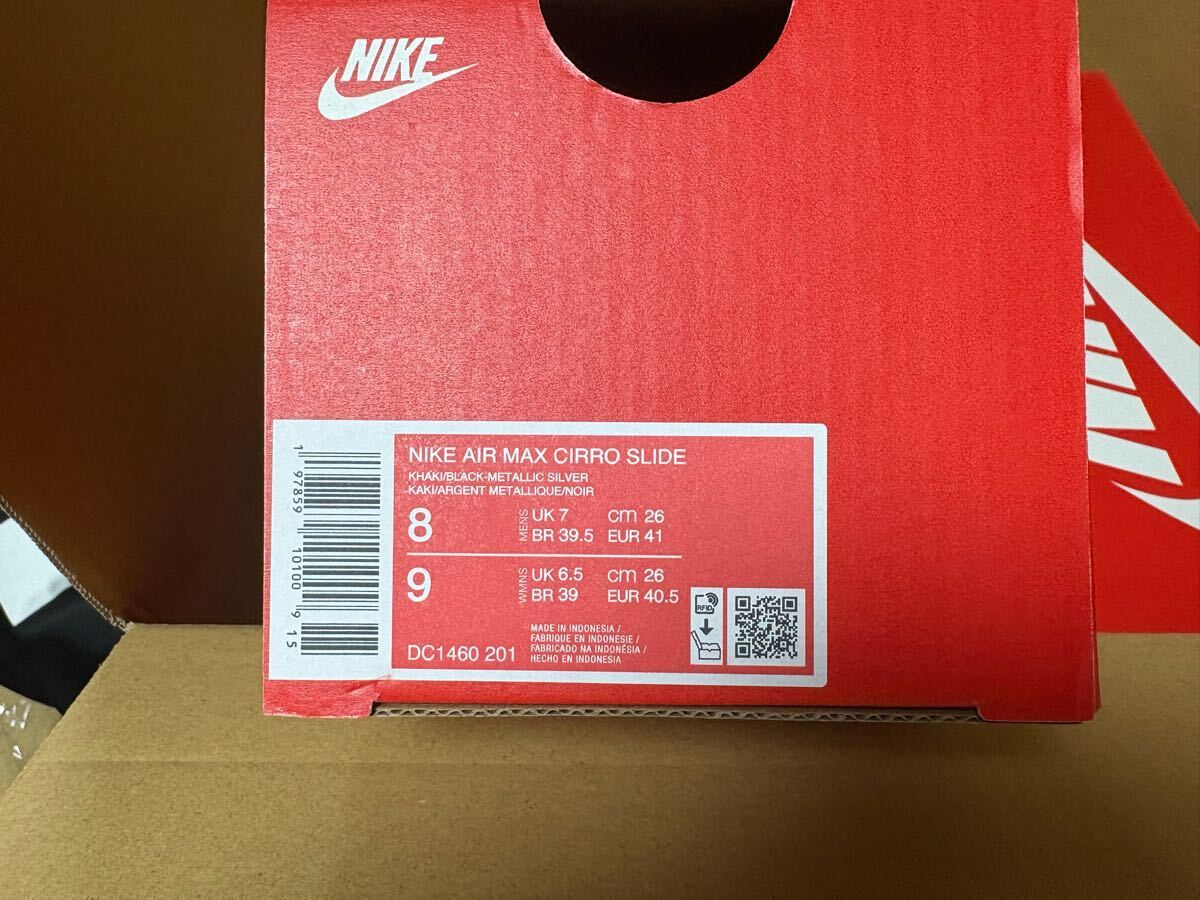 NIKE
NIKE AIR MAX CIRRO SLIDE
KHAKI/BLACK-METALLIC SILVER
KAKI/ARGENT METALLIQUE/NOIR
8 MENS UK 7 cm 26
BR 39.5 EUR 41
9 WMNS UK 6.5 cm 26
BR 39 EUR 40.5
DC1460 201
MADE IN INDONESIA /
FABRIQUE EN INDONESIE /
FABRICADO NA INDONÉSIA /
HECHO EN INDONESIA
RFID
1 97859 10100 9 15